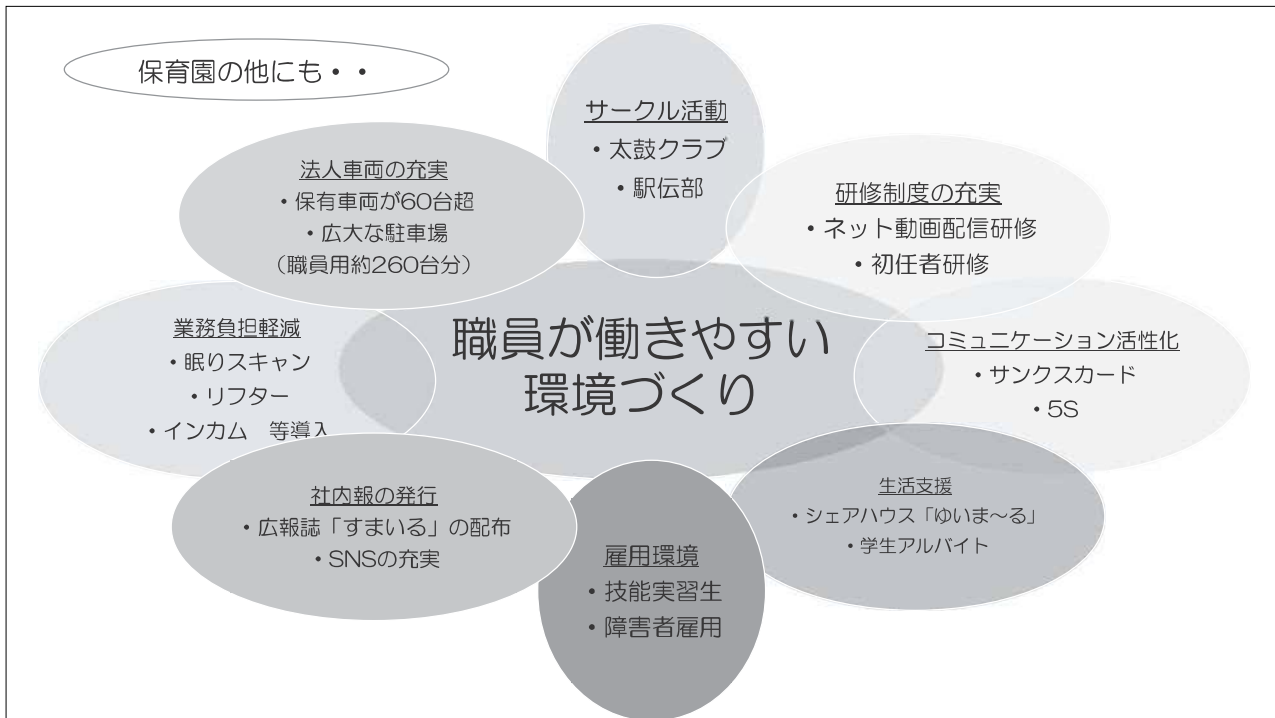 保育園の他にも・・
サークル活動
・太鼓クラブ
・駅伝部
法人車両の充実
・保有車両が60台超
・広大な駐車場
（職員用約260台分）
研修制度の充実
・ネット動画配信研修
・初任者研修
職員が働きやすい
環境づくり
業務負担軽減
・眠りスキャン
・リフター
・インカム　等導入
コミュニケーション活性化
・サンクスカード
・5S
社内報の発行
・広報誌「すまいる」の配布
・SNSの充実
生活支援
・シェアハウス「ゆいま～る」
・学生アルバイト
雇用環境
・技能実習生
・障害者雇用